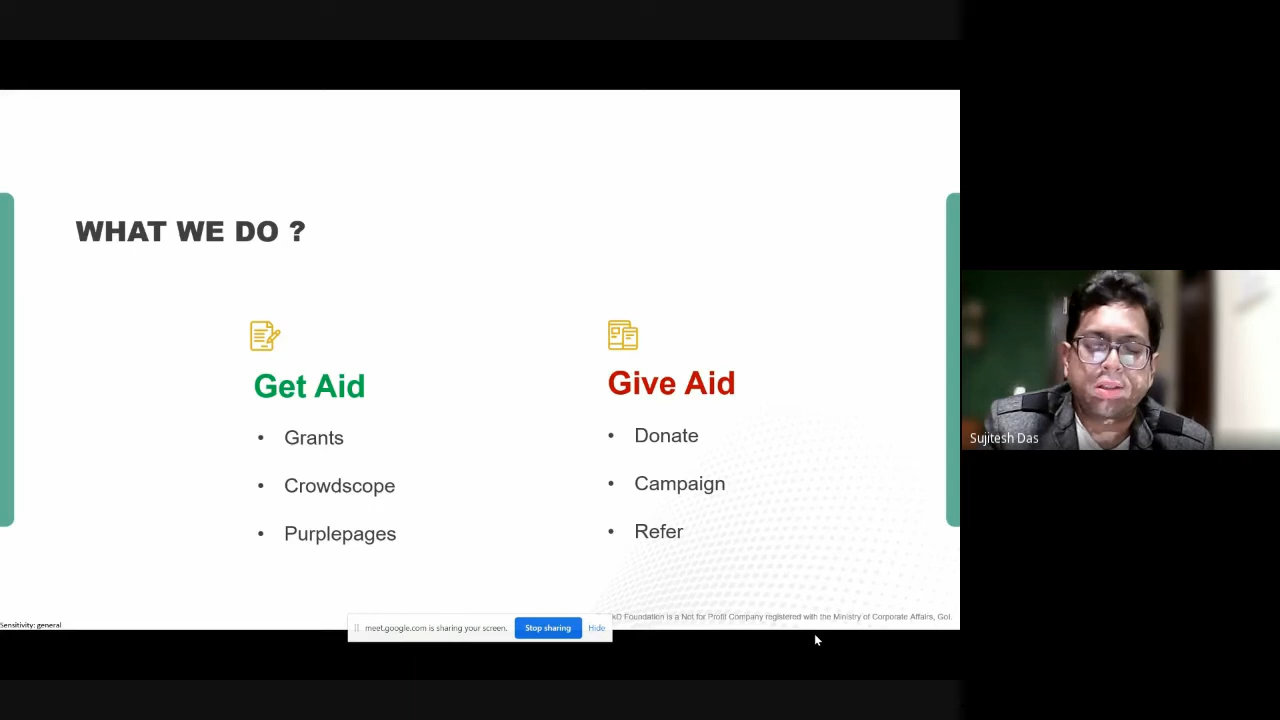 WHAT WE DO ?
Get Aid
• Grants
• Crowdscope
• Purplepages
Give Aid
• Donate
• Campaign
• Refer
Sujitesh Das
Sensitivity: general
meet.google.com is sharing your screen.
Stop sharing
Hide
Foundation is a Not for Profit Company registered with the Ministry of Corporate Affairs, GoI.